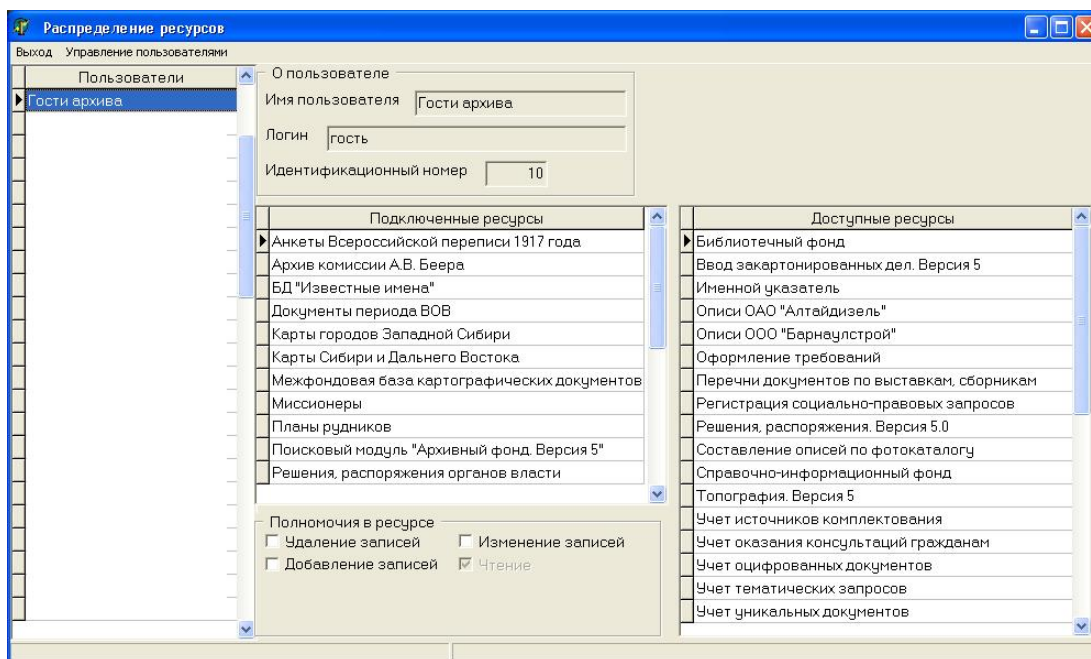 Распределение ресурсов
Выход Управление пользователями
Пользователи
Гости архива
О пользователе
Имя пользователя Гости архива
Логин гость
Идентификационный номер 10
Подключенные ресурсы
Анкеты Всероссийской переписи 1917 года
Архив комиссии А.В. Беера
БД "Известные имена"
Документы периода ВОВ
Карты городов Западной Сибири
Карты Сибири и Дальнего Востока
Межфондовая база картографических документов
Миссионеры
Планы рудников
Поисковый модуль "Архивный фонд. Версия 5"
Решения, распоряжения органов власти
Полномочия в ресурсе
Удаление записей Изменение записей
Добавление записей Чтение
Доступные ресурсы
Библиотечный фонд
Ввод закартонированных дел. Версия 5
Именной указатель
Описи ОАО "Алтайдизель"
Описи ООО "Барнаулстрой"
Оформление требований
Перечни документов по выставкам, сборникам
Регистрация социально-правовых запросов
Решения, распоряжения. Версия 5.0
Составление описей по фотокаталогу
Справочно-информационный фонд
Топография. Версия 5
Учет источников комплектования
Учет оказания консультаций гражданам
Учет оцифрованных документов
Учет тематических запросов
Учет уникальных документов